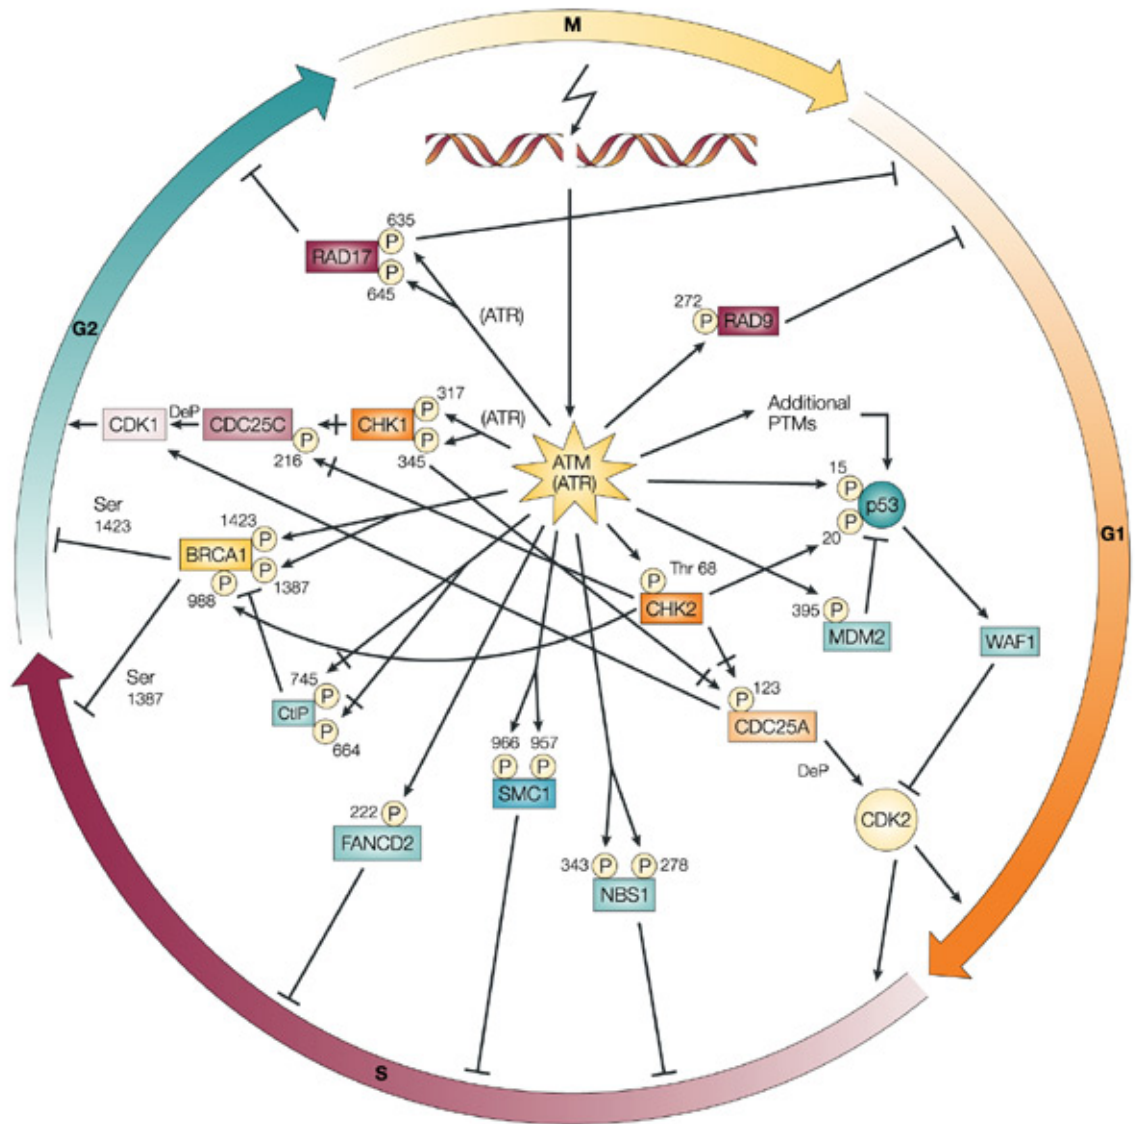 M
635
P
RAD17
P
645
(ATR)
272
P
RAD9
G2
317
P
(ATR)
DeP
CDK1
CDC25C
CHK1
P
P
216
345
Additional
PTMs
ATM
(ATR)
15
P
p53
P
20
G1
Ser
1423
1423
P
BRCA1
P
1387
P
988
Thr 68
P
CHK2
395
P
MDM2
WAF1
Ser
1387
745
P
CtIP
P
664
123
P
CDC25A
966
957
P
P
SMC1
DeP
CDK2
222
P
FANCD2
343
P
P
278
NBS1
S